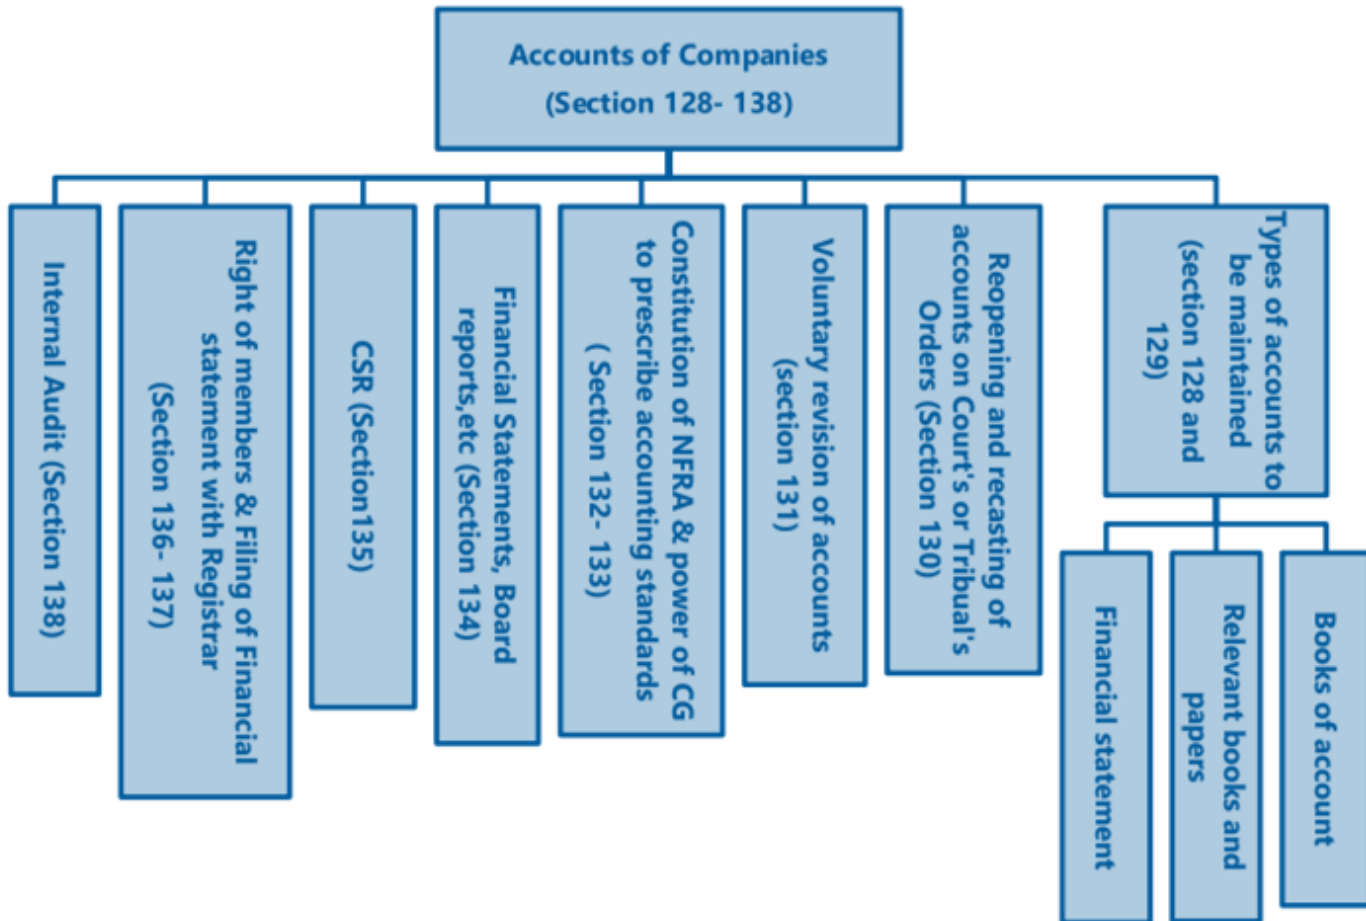 Accounts of Companies
(Section 128- 138)
Internal Audit (Section 138)
Right of members & Filing of Financial
statement with Registrar
(Section 136- 137)
CSR (Section135)
Financial Statements, Board
reports,etc (Section 134)
Constitution of NFRA & power of CG
to prescribe accounting standards
( Section 132- 133)
Voluntary revision of accounts
(section 131)
Reopening and recasting of
accounts on Court's or Tribual's
Orders (Section 130)
Types of accounts to
be maintained
(section 128 and
129)
Financial statement
Relevant books and
papers
Books of account